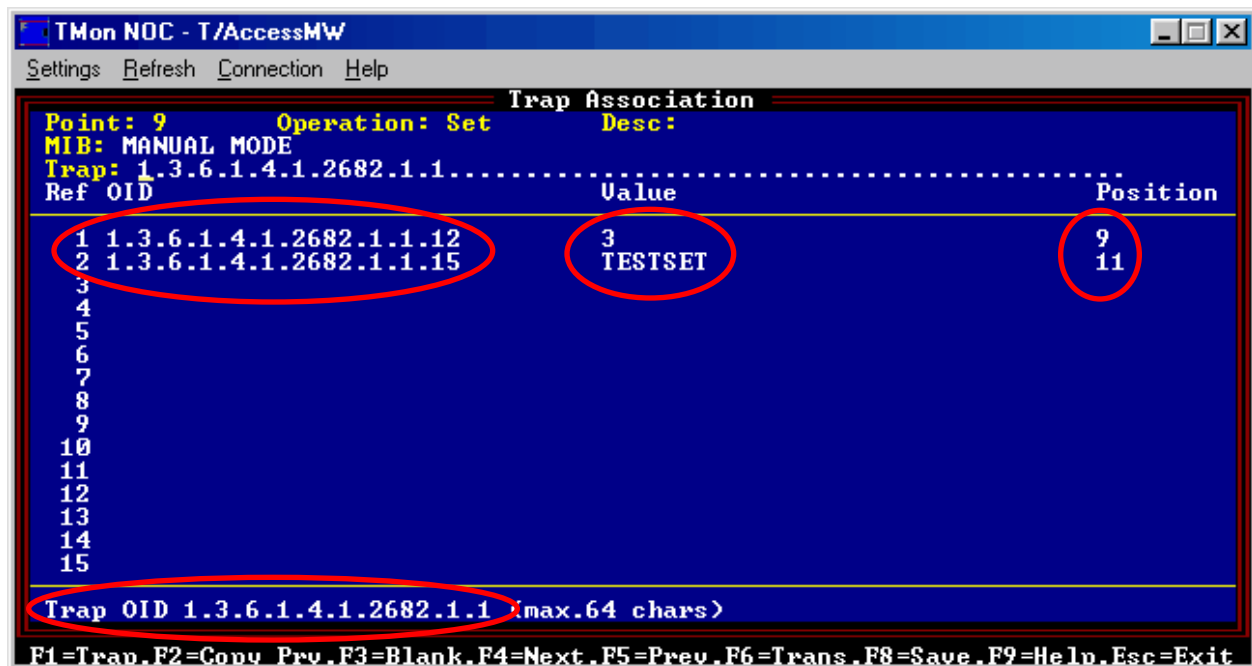 TMon NOC - T/AccessMW
Settings Refresh Connection Help
Trap Association
Point: 9 Operation: Set Desc:
MIB: MANUAL MODE
Trap: 1.3.6.1.4.1.2682.1.1............................................
Ref OID Value Position
1 1.3.6.1.4.1.2682.1.1.12 3 9
2 1.3.6.1.4.1.2682.1.1.15 TESTSET 11
3
4
5
6
7
8
9
10
11
12
13
14
15
Trap OID 1.3.6.1.4.1.2682.1.1 (max.64 chars)
F1=Trap,F2=Copy Prv,F3=Blank,F4=Next,F5=Prev,F6=Trans,F8=Save,F9=Help,Esc=Exit